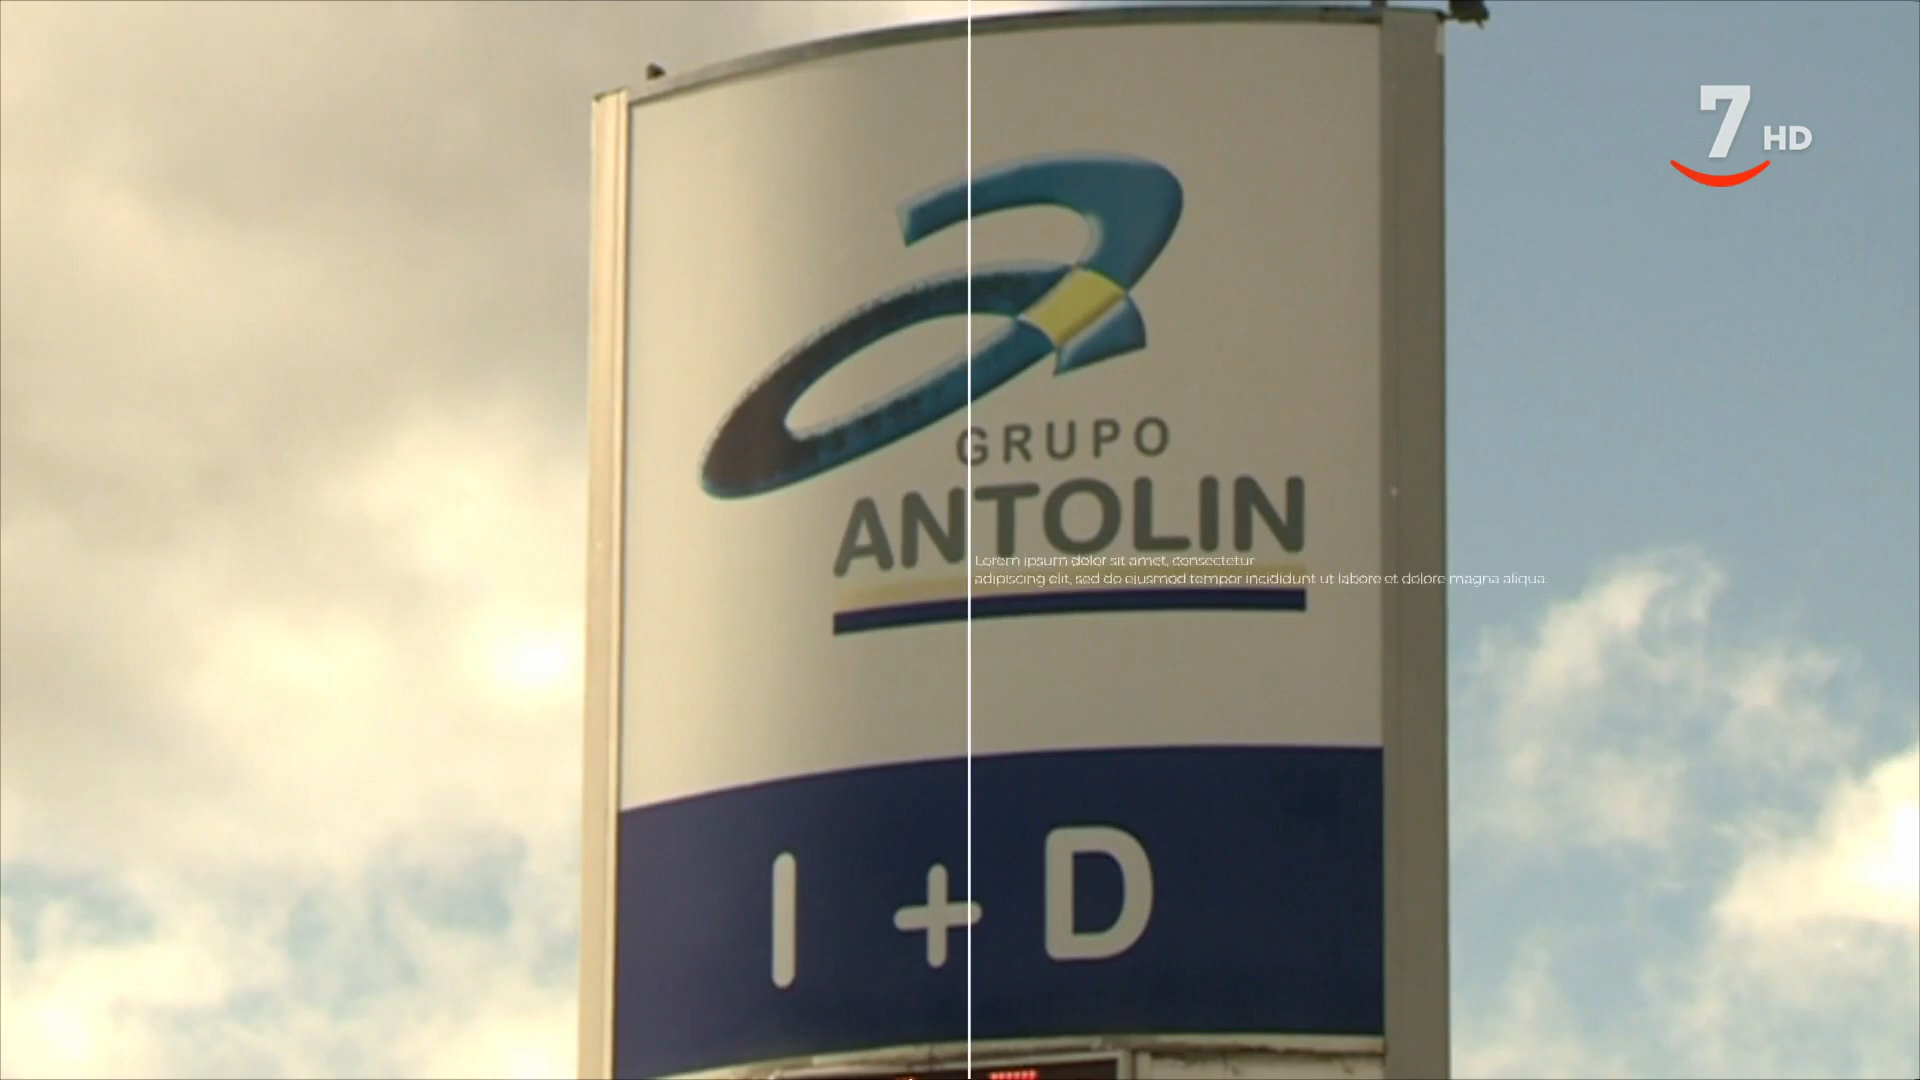 7 HD
GRUPO
ANTOLIN
Lorem ipsum dolor sit amet, consectetur
adipiscing elit, sed do eiusmod tempor incididunt ut labore et dolore magna aliqua.
I + D